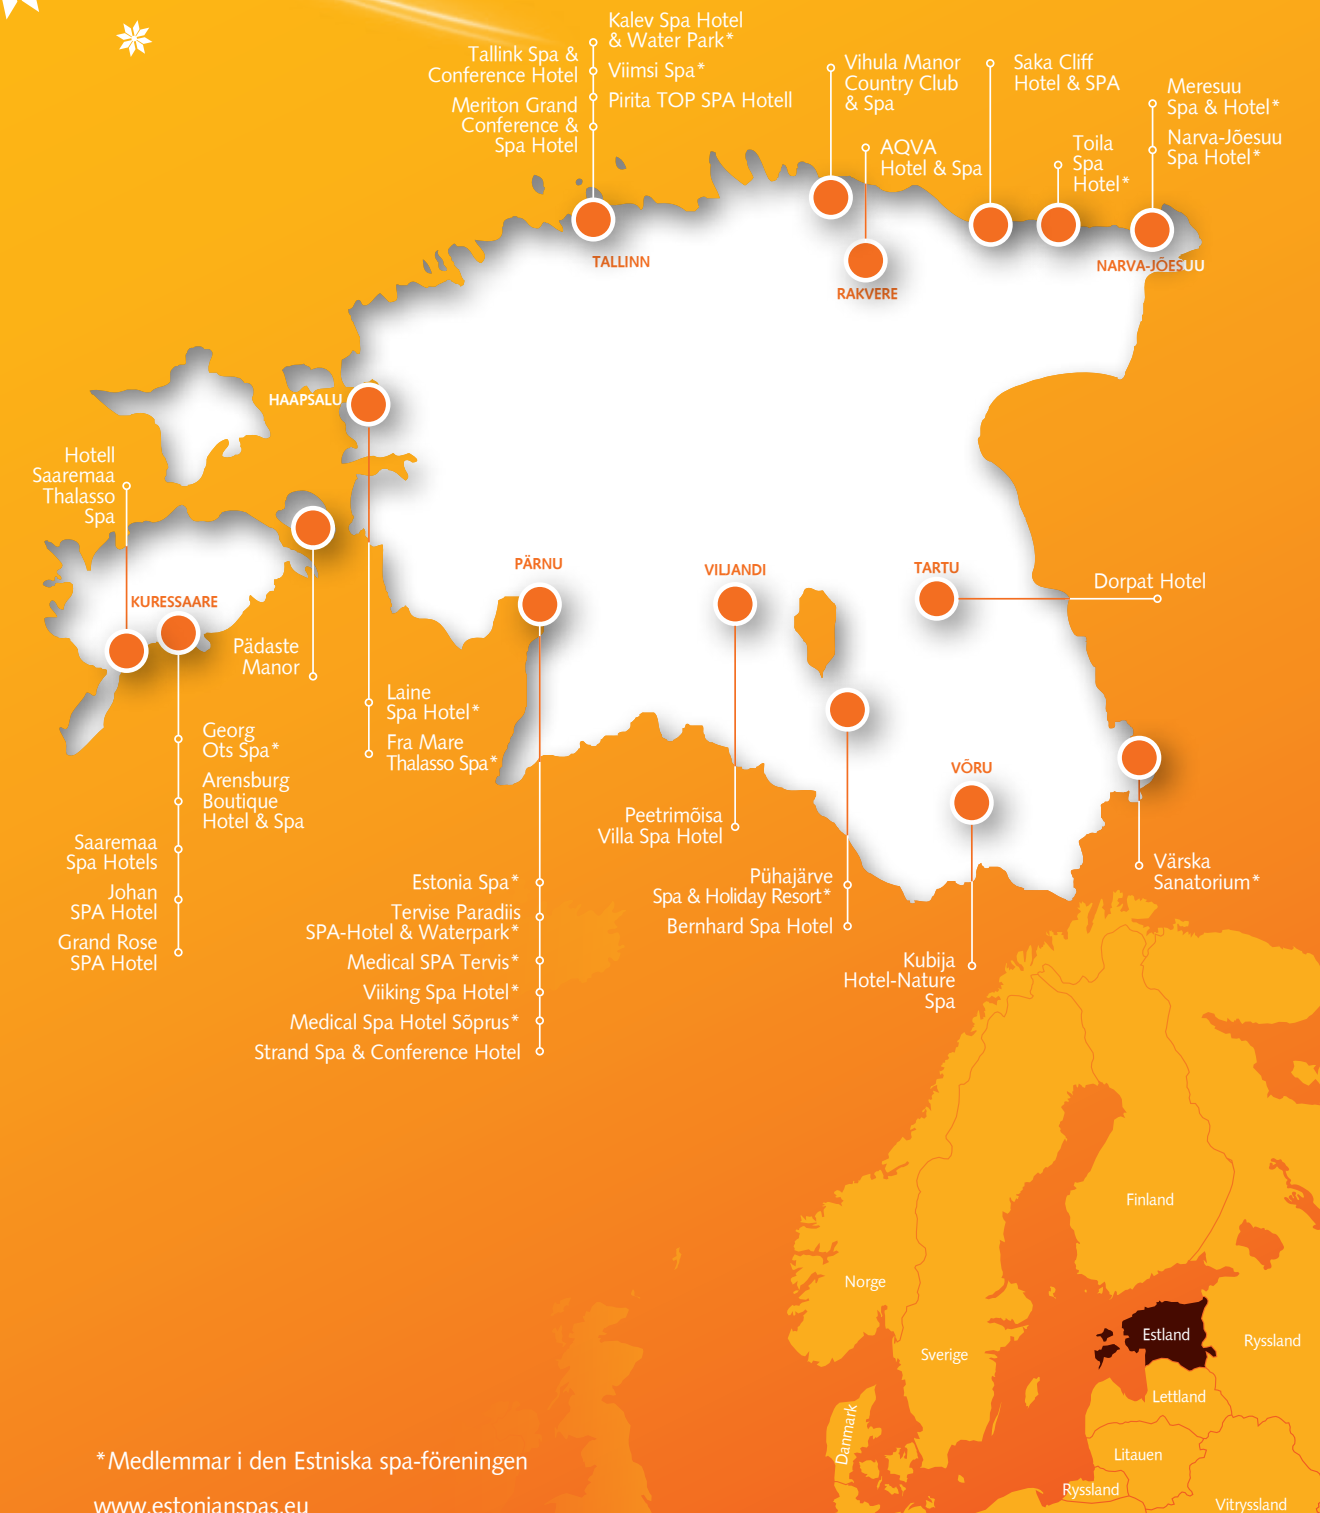 Kalev Spa Hotel
& Water Park*
Viimsi Spa*
Pirita TOP SPA Hotell
Tallink Spa &
Conference Hotel
Meriton Grand
Conference &
Spa Hotel
Vihula Manor
Country Club
& Spa
AQVA
Hotel & Spa
Saka Cliff
Hotel & SPA
Toila
Spa
Hotel*
Meresuu
Spa & Hotel*
Narva-Jõesuu
Spa Hotel*
TALLINN
RAKVERE
NARVA-JÕESUU
HAAPSALU
Hotell
Saaremaa
Thalasso
Spa
KURESSAARE
PÄRNU
VILJANDI
TARTU
Dorpat Hotel
Pädaste
Manor
Laine
Spa Hotel*
Fra Mare
Thalasso Spa*
Georg
Ots Spa*
Arensburg
Boutique
Hotel & Spa
Saaremaa
Spa Hotels
Johan
SPA Hotel
Grand Rose
SPA Hotel
VÕRU
Peetrimõisa
Villa Spa Hotel
Pühajärve
Spa & Holiday Resort*
Bernhard Spa Hotel
Värska
Sanatorium*
Kubija
Hotel-Nature
Spa
Estonia Spa*
Tervise Paradiis
SPA-Hotel & Waterpark*
Medical SPA Tervis*
Viiking Spa Hotel*
Medical Spa Hotel Sõprus*
Strand Spa & Conference Hotel
Finland
Norge
Sverige
Estland
Ryssland
Lettland
Danmark
Litauen
Ryssland
Vitryssland
*Medlemmar i den Estniska spa-föreningen
www.estonianspas.eu